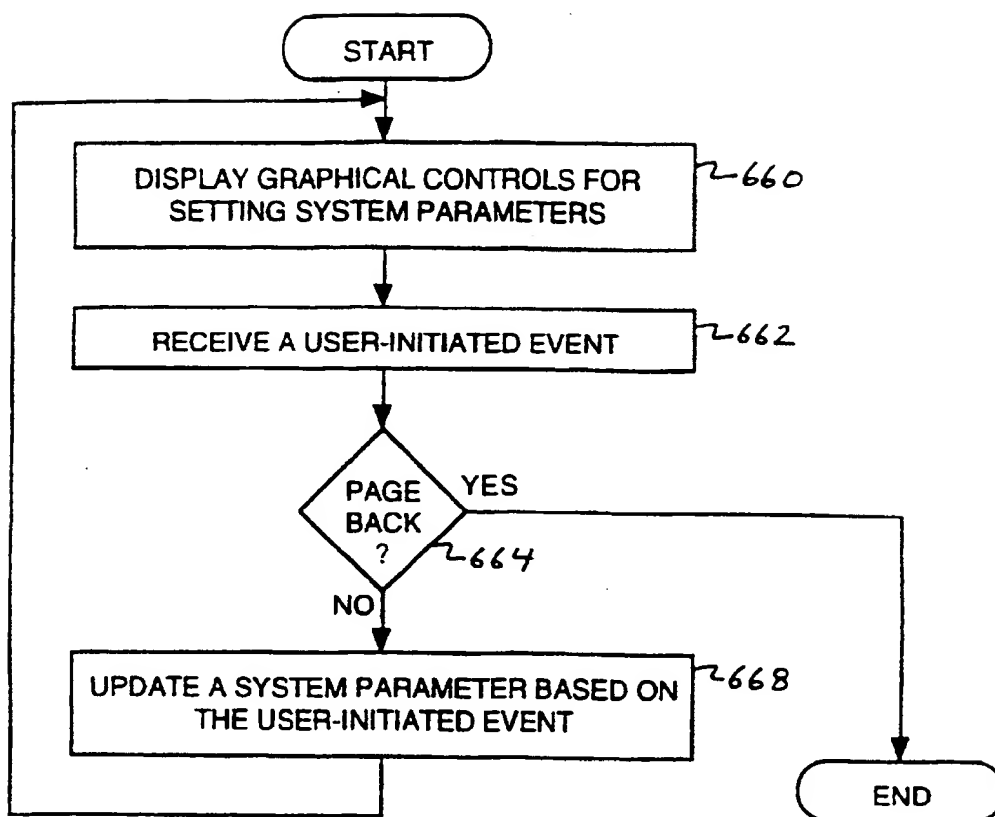 START
DISPLAY GRAPHICAL CONTROLS FOR
SETTING SYSTEM PARAMETERS
660
RECEIVE A USER-INITIATED EVENT
662
PAGE
BACK
?
YES
664
NO
UPDATE A SYSTEM PARAMETER BASED ON
THE USER-INITIATED EVENT
668
END